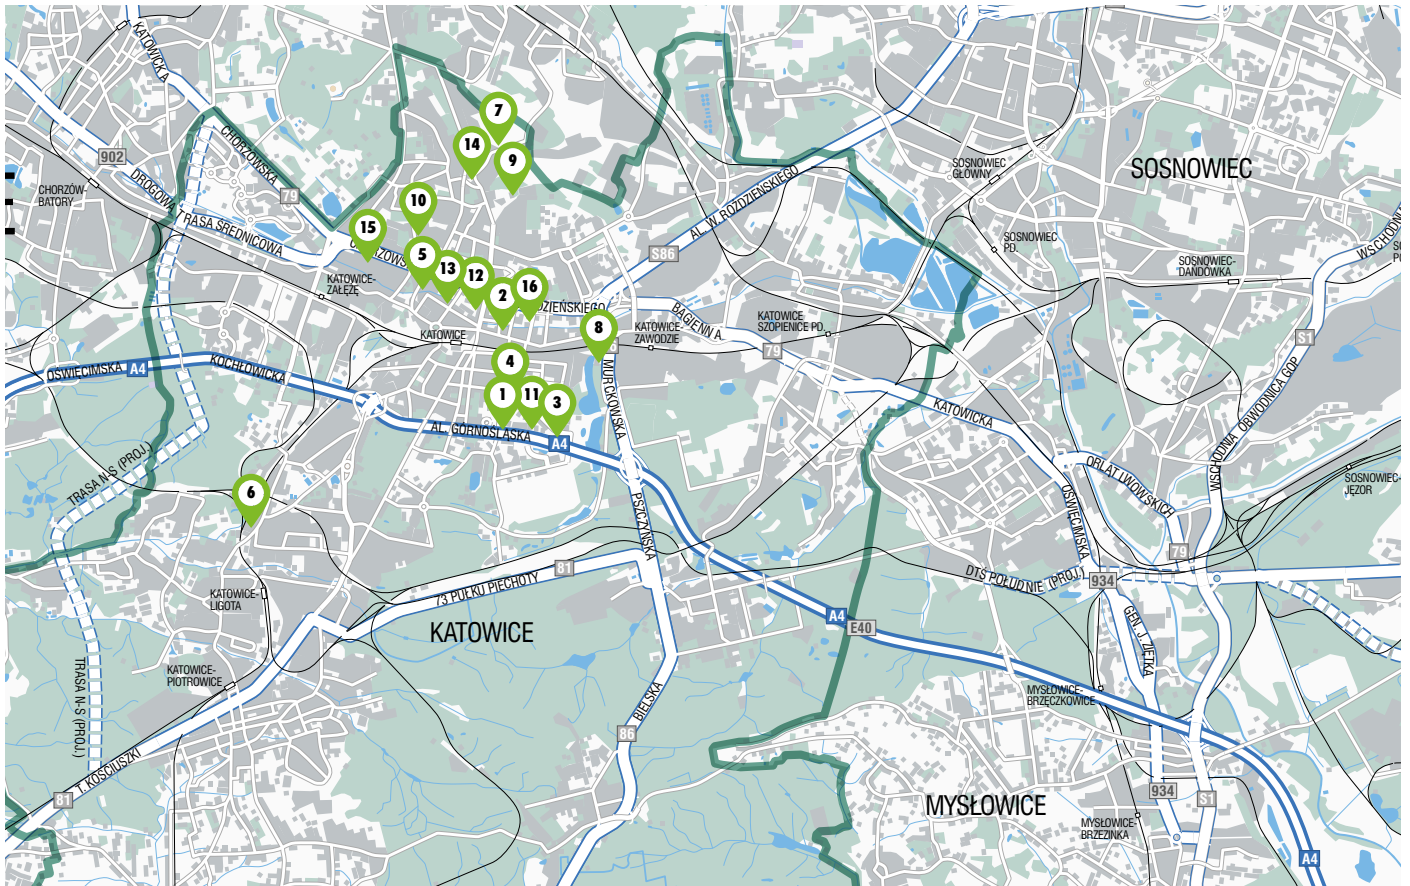 KATOWICKA
902
CHORZOWSKA
79
CHORZÓW-
BATORY
DROGOWA TRASA ŚREDNICOWA
7
14
9
10
15
5
13
12
2
16
KATOWICE-
ZAŁĘŻE
KATOWICE
S86
AL. W. ROŹDZIEŃSKIEGO
SOSNOWIEC
GŁÓWNY
SOSNOWIEC
SOSNOWIEC
PD.
SOSNOWIEC-
DAŃDÓWKA
S1
WSCHODNIA OBWODNICA GOP
BAGIENNA
79
KATOWICE
SZOPIENICE PD.
KATOWICE-
ZAWODZIE
8
4
1
11
3
OŚWIĘCIMSKA
A4
KOCHŁOWICKA
AL. GÓRNOŚLĄSKA
A4
MURCKOWSKA
KATOWICKA
ORLĄT LWOWSKICH
SOSNOWIEC-
JĘZOR
TRASA N-S (PROJ.)
6
PSZCZYŃSKA
OŚWIĘCIMSKA
79
81
73 PUŁKU PIECHOTY
DTŚ POŁUDNIE (PROJ.)
934
KATOWICE-
LIGOTA
KATOWICE
A4
E40
GEN. J. ZIĘTKA
KATOWICE-
PIOTROWICE
TRASA N-S (PROJ.)
BIELSKA
86
MYSŁOWICE-
BRZĘCZKOWICE
T. KOŚCIUSZKI
81
MYSŁOWICE
934
S1
MYSŁOWICE-
BRZEZINKA
A4